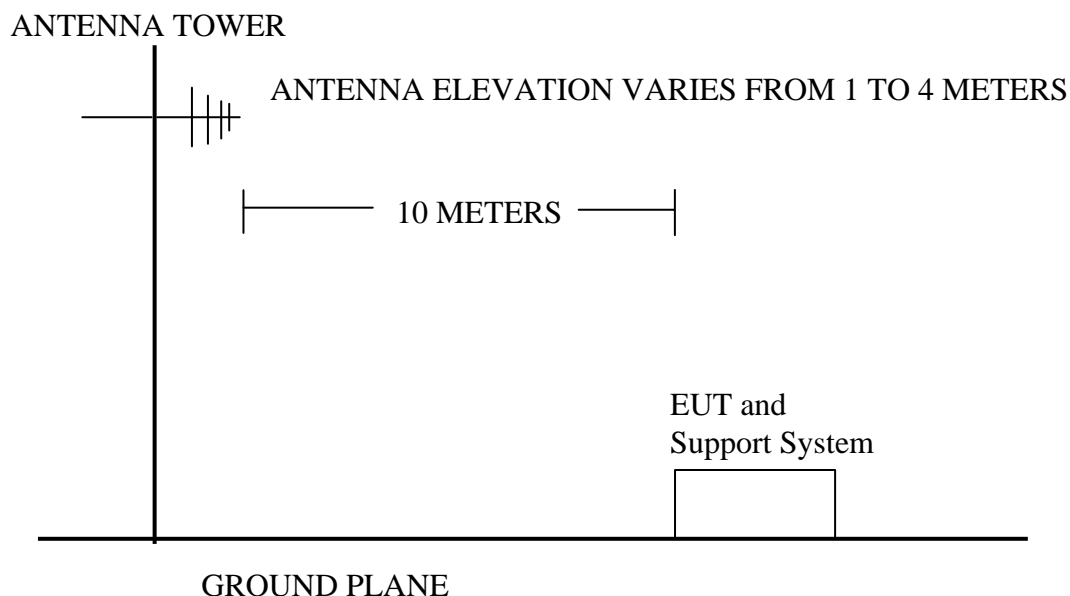 ANTENNA TOWER
ANTENNA ELEVATION VARIES FROM 1 TO 4 METERS
10 METERS
EUT and
Support System
GROUND PLANE